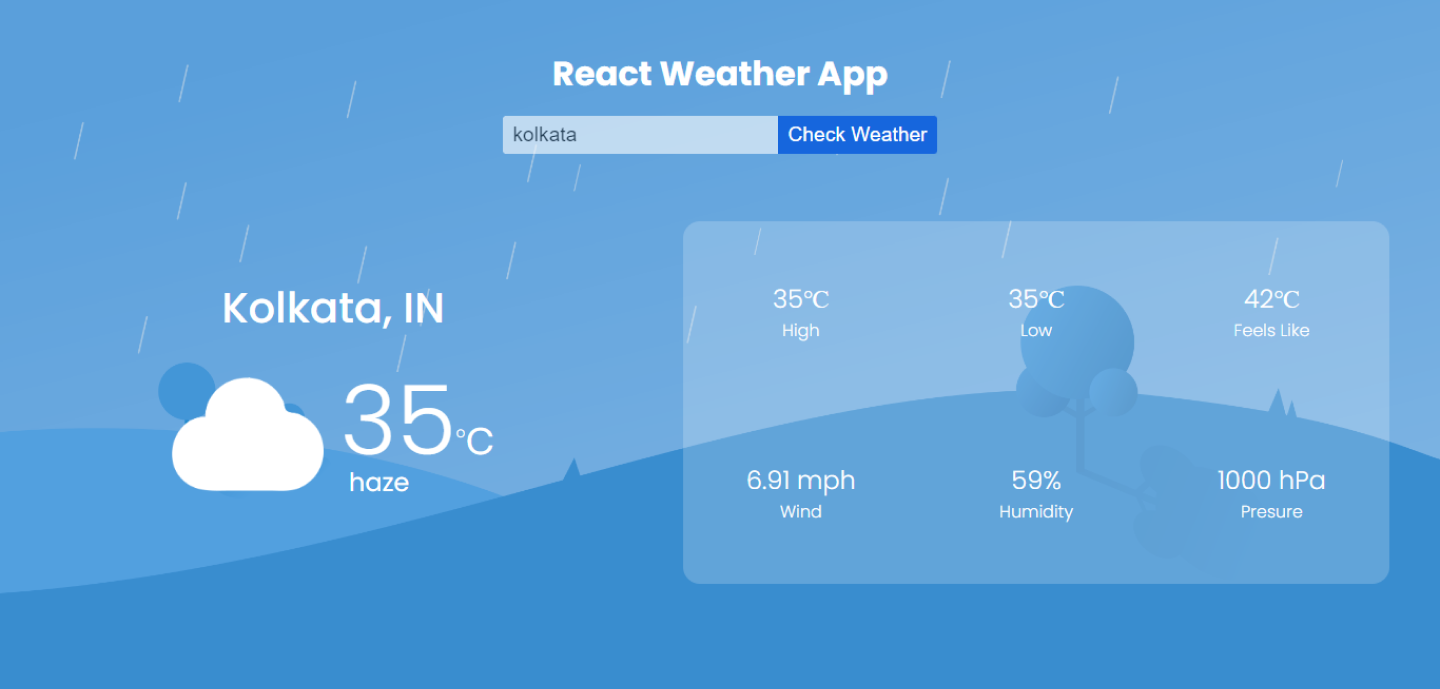 React Weather App
kolkata
Check Weather
Kolkata, IN
35°C
haze
35°C
High
35°C
Low
42°C
Feels Like
6.91 mph
Wind
59%
Humidity
1000 hPa
Presure